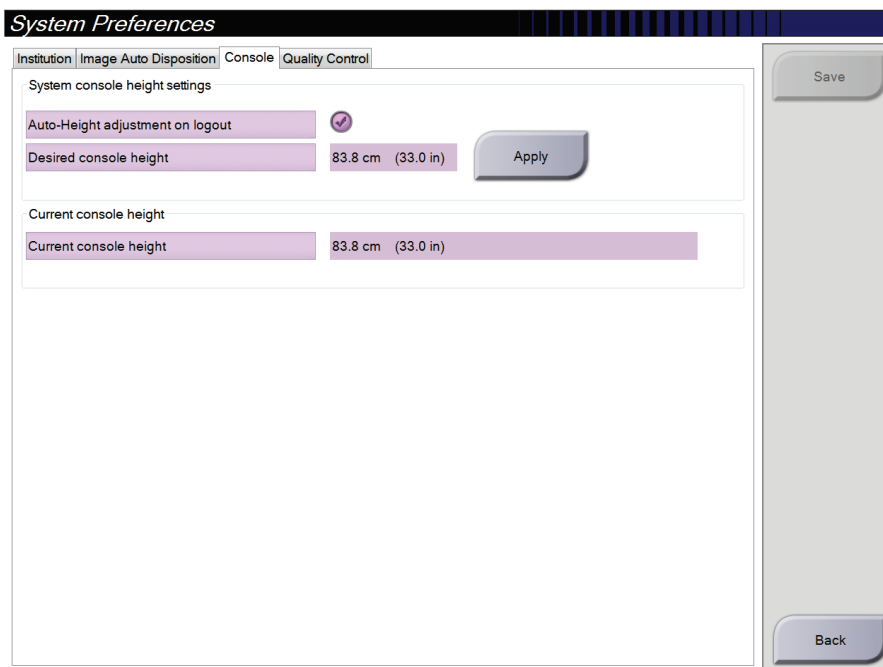 System Preferences
Institution Image Auto Disposition Console Quality Control
Save
System console height settings
Auto-Height adjustment on logout
Desired console height 83.8 cm (33.0 in) Apply
Current console height
Current console height 83.8 cm (33.0 in)
Back